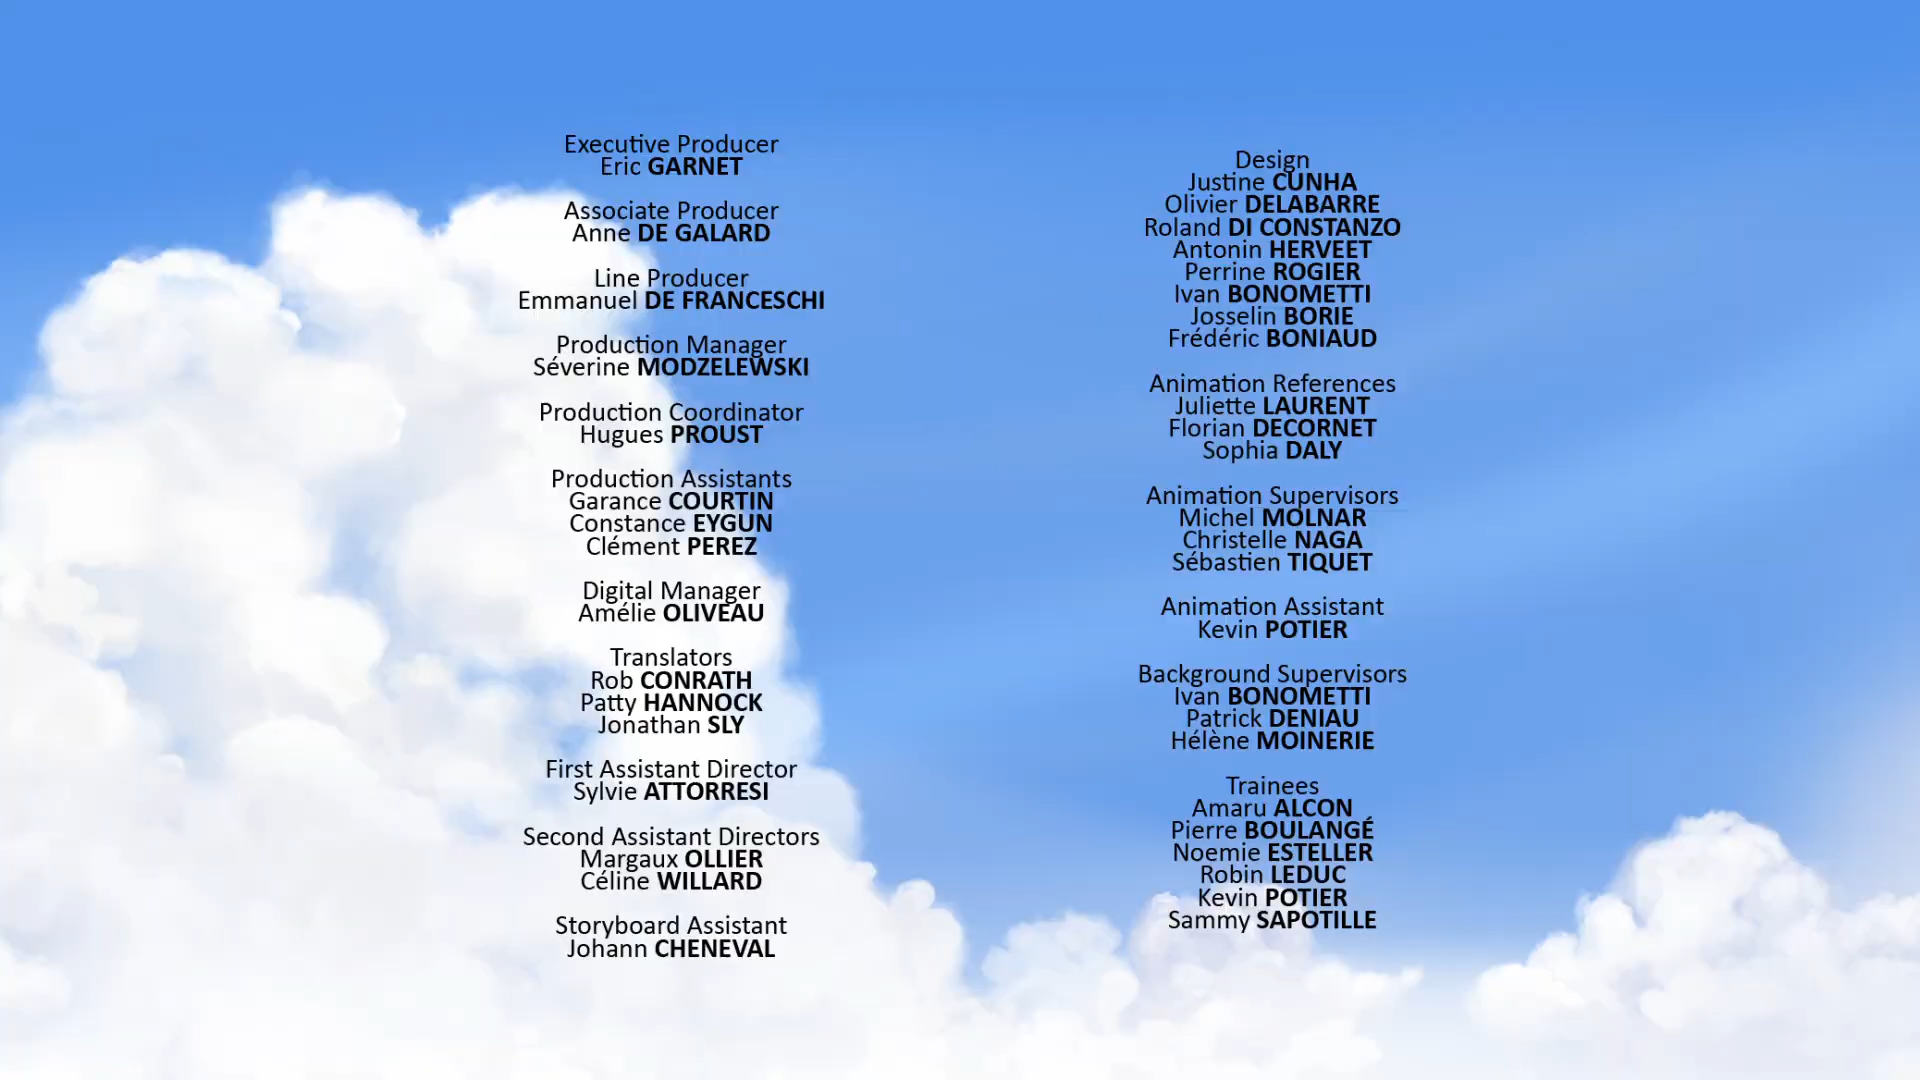 Executive Producer
Eric GARNET
Associate Producer
Anne DE GALARD
Line Producer
Emmanuel DE FRANCESCHI
Production Manager
Séverine MODZELEWSKI
Production Coordinator
Hugues PROUST
Production Assistants
Garance COURTIN
Constance EYGUN
Clément PEREZ
Digital Manager
Amélie OLIVEAU
Translators
Rob CONRATH
Patty HANNOCK
Jonathan SLY
First Assistant Director
Sylvie ATTORRESI
Second Assistant Directors
Margaux OLLIER
Céline WILLARD
Storyboard Assistant
Johann CHENEVAL
Design
Justine CUNHA
Olivier DELABARRE
Roland DI CONSTANZO
Antonin HERVEET
Perrine ROGIER
Ivan BONOMETTI
Josselin BORIE
Frédéric BONIAUD
Animation References
Juliette LAURENT
Florian DECORNET
Sophia DALY
Animation Supervisors
Michel MOLNAR
Christelle NAGA
Sébastien TIQUET
Animation Assistant
Kevin POTIER
Background Supervisors
Ivan BONOMETTI
Patrick DENIAU
Hélène MOINERIE
Trainees
Amaru ALCON
Pierre BOULANGÉ
Noemie ESTELLER
Robin LEDUC
Kevin POTIER
Sammy SAPOTILLE